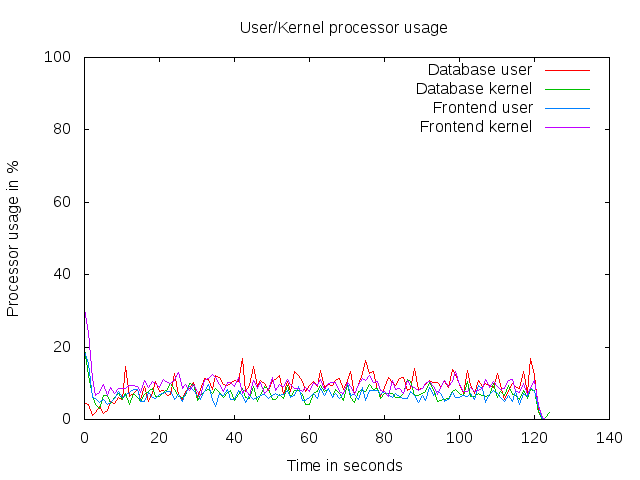 User/Kernel processor usage
Processor usage in %
100
80
60
40
20
0
Database user
Database kernel
Frontend user
Frontend kernel
0 20 40 60 80 100 120 140
Time in seconds